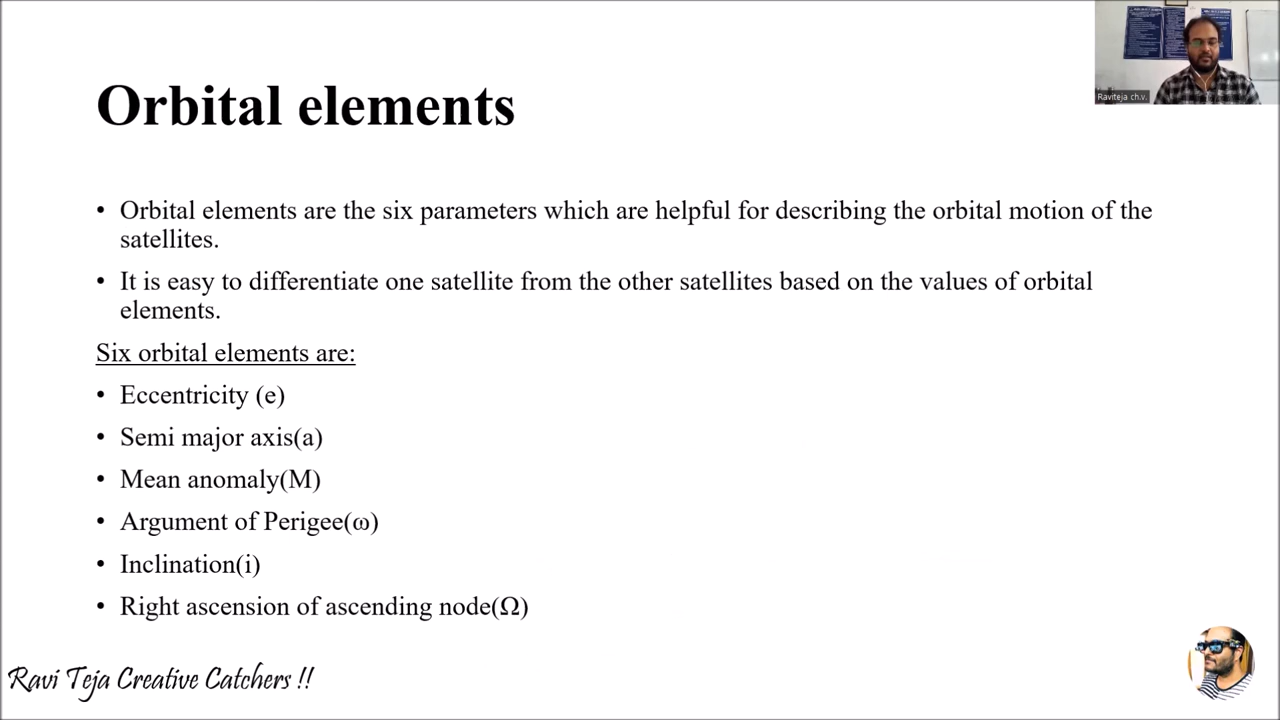 Orbital elements
Raviteja ch.v.
• Orbital elements are the six parameters which are helpful for describing the orbital motion of the
satellites.
• It is easy to differentiate one satellite from the other satellites based on the values of orbital
elements.
Six orbital elements are:
• Eccentricity (e)
• Semi major axis(a)
• Mean anomaly(M)
• Argument of Perigee(ω)
• Inclination(i)
• Right ascension of ascending node(Ω)
Ravi Teja Creative Catchers !!